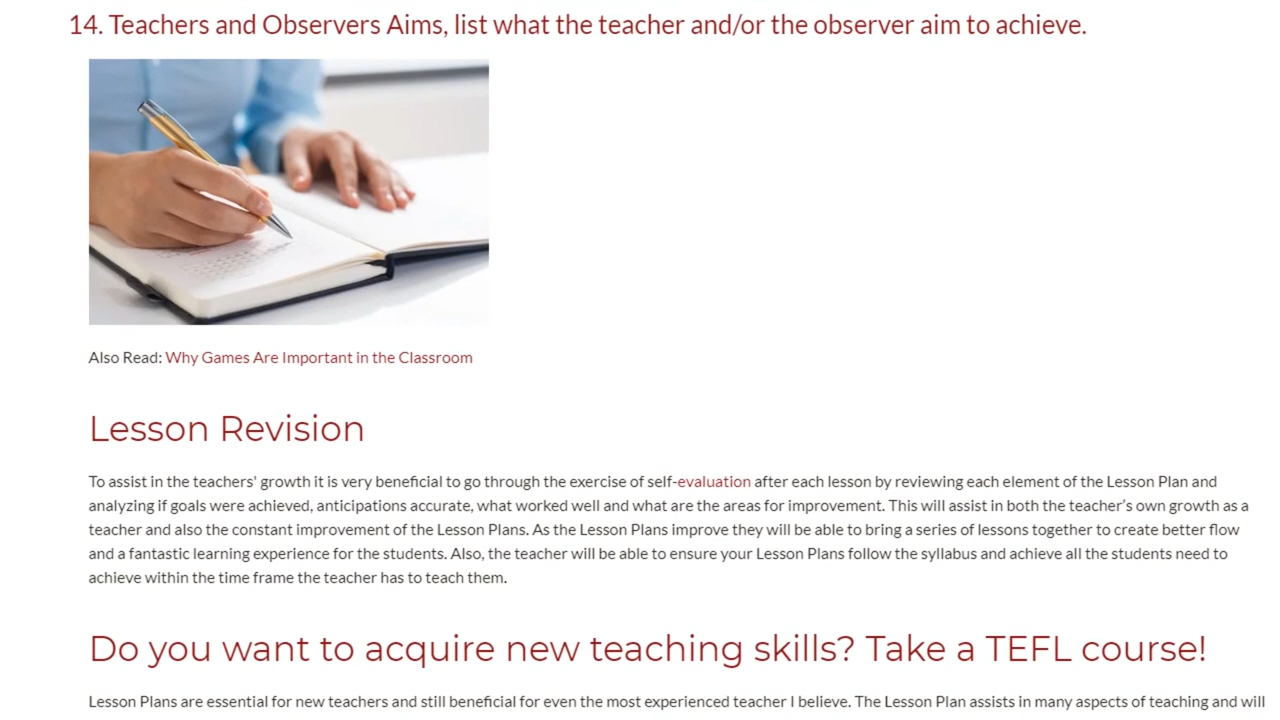 14. Teachers and Observers Aims, list what the teacher and/or the observer aim to achieve.
Also Read: Why Games Are Important in the Classroom
Lesson Revision
To assist in the teachers' growth it is very beneficial to go through the exercise of self-evaluation after each lesson by reviewing each element of the Lesson Plan and
analyzing if goals were achieved, anticipations accurate, what worked well and what are the areas for improvement. This will assist in both the teacher’s own growth as a
teacher and also the constant improvement of the Lesson Plans. As the Lesson Plans improve they will be able to bring a series of lessons together to create better flow
and a fantastic learning experience for the students. Also, the teacher will be able to ensure your Lesson Plans follow the syllabus and achieve all the students need to
achieve within the time frame the teacher has to teach them.
Do you want to acquire new teaching skills? Take a TEFL course!
Lesson Plans are essential for new teachers and still beneficial for even the most experienced teacher I believe. The Lesson Plan assists in many aspects of teaching and will